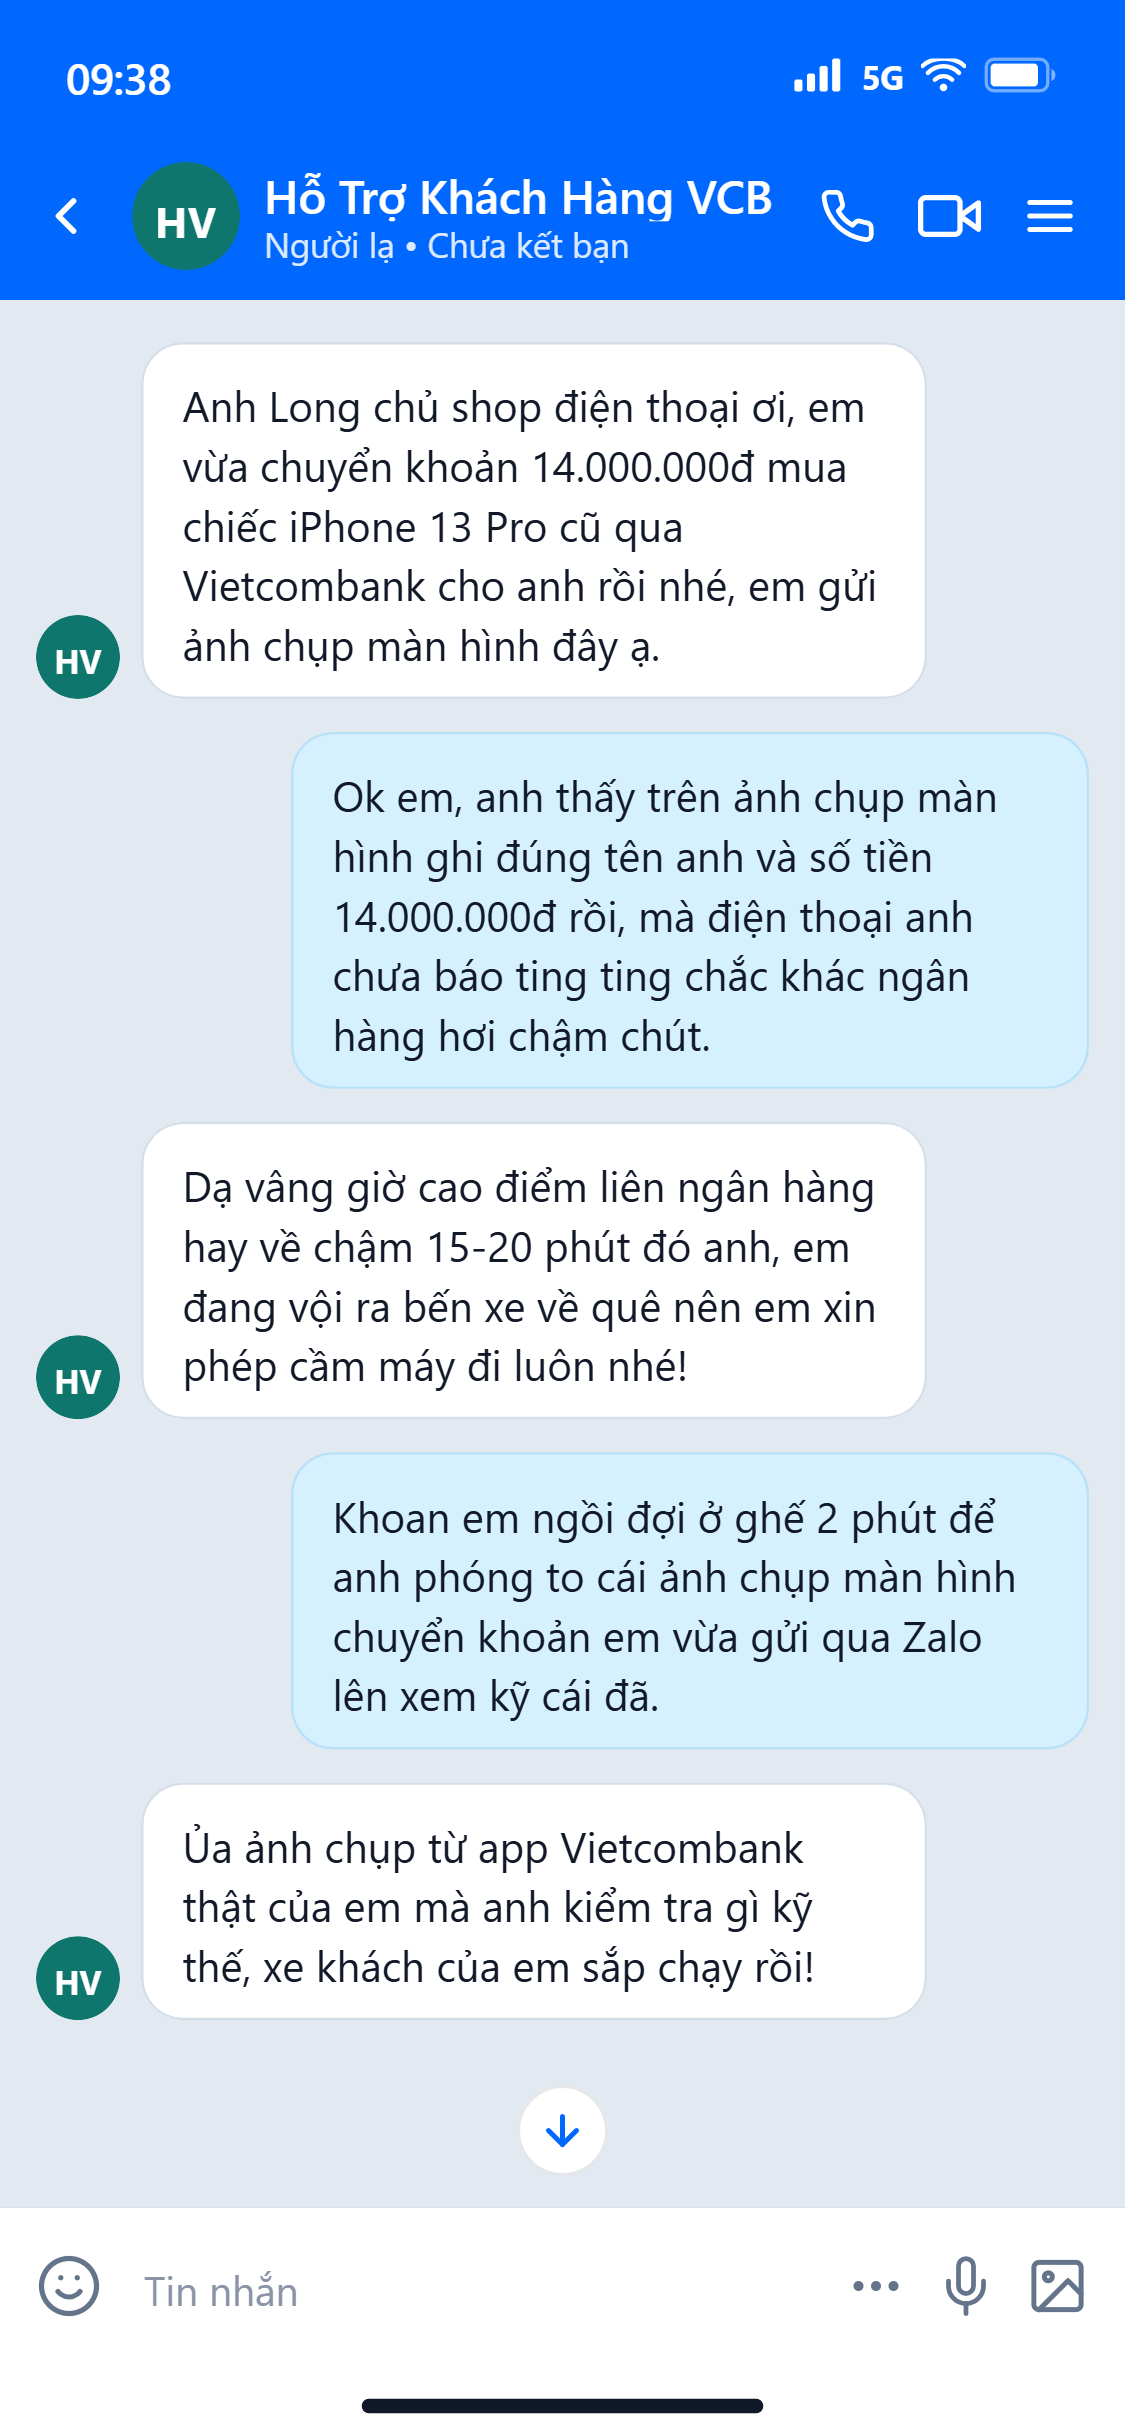 09:38
5G
HV
Hỗ Trợ Khách Hàng VCB
Người lạ • Chưa kết bạn
Anh Long chủ shop điện thoại ơi, em
vừa chuyển khoản 14.000.000đ mua
chiếc iPhone 13 Pro cũ qua
Vietcombank cho anh rồi nhé, em gửi
ảnh chụp màn hình đây ạ.
HV
Ok em, anh thấy trên ảnh chụp màn
hình ghi đúng tên anh và số tiền
14.000.000đ rồi, mà điện thoại anh
chưa báo ting ting chắc khác ngân
hàng hơi chậm chút.
Dạ vâng giờ cao điểm liên ngân hàng
hay về chậm 15-20 phút đó anh, em
đang vội ra bến xe về quê nên em xin
phép cầm máy đi luôn nhé!
HV
Khoan em ngồi đợi ở ghế 2 phút để
anh phóng to cái ảnh chụp màn hình
chuyển khoản em vừa gửi qua Zalo
lên xem kỹ cái đã.
Ủa ảnh chụp từ app Vietcombank
thật của em mà anh kiểm tra gì kỹ
thế, xe khách của em sắp chạy rồi!
HV
Tin nhắn